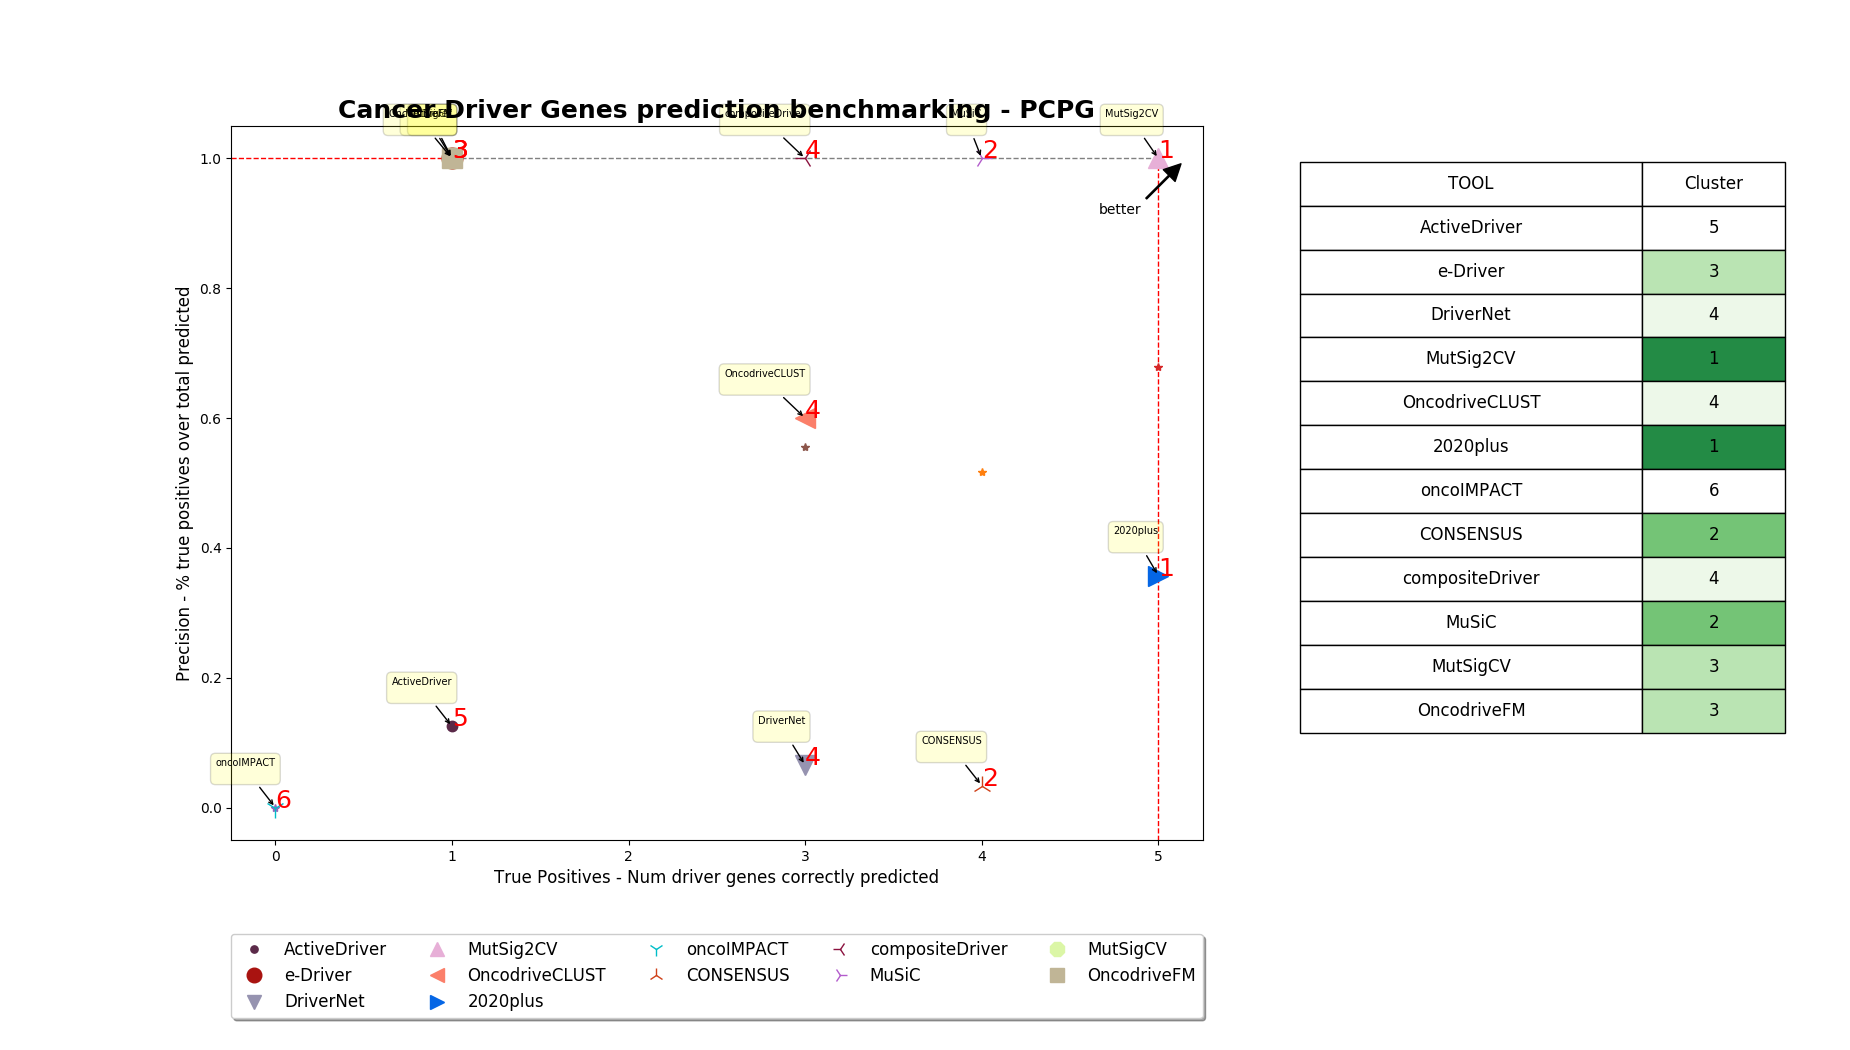 Cancer Driver Genes prediction benchmarking - PCPG
compositeDriver
MuSiC
MutSig2CV
3
4
2
1
better
OncodriveCLUST
4
2020plus
1
ActiveDriver
5
DriverNet
4
CONSENSUS
2
oncoIMPACT
6
1.0
0.8
0.6
0.4
0.2
0.0
Precision - % true positives over total predicted
0 1 2 3 4 5
True Positives - Num driver genes correctly predicted
TOOL Cluster
ActiveDriver 5
e-Driver 3
DriverNet 4
MutSig2CV 1
OncodriveCLUST 4
2020plus 1
oncoIMPACT 6
CONSENSUS 2
compositeDriver 4
MuSiC 2
MutSigCV 3
OncodriveFM 3
ActiveDriver MutSig2CV oncoIMPACT compositeDriver MutSigCV
e-Driver OncodriveCLUST CONSENSUS MuSiC OncodriveFM
DriverNet 2020plus